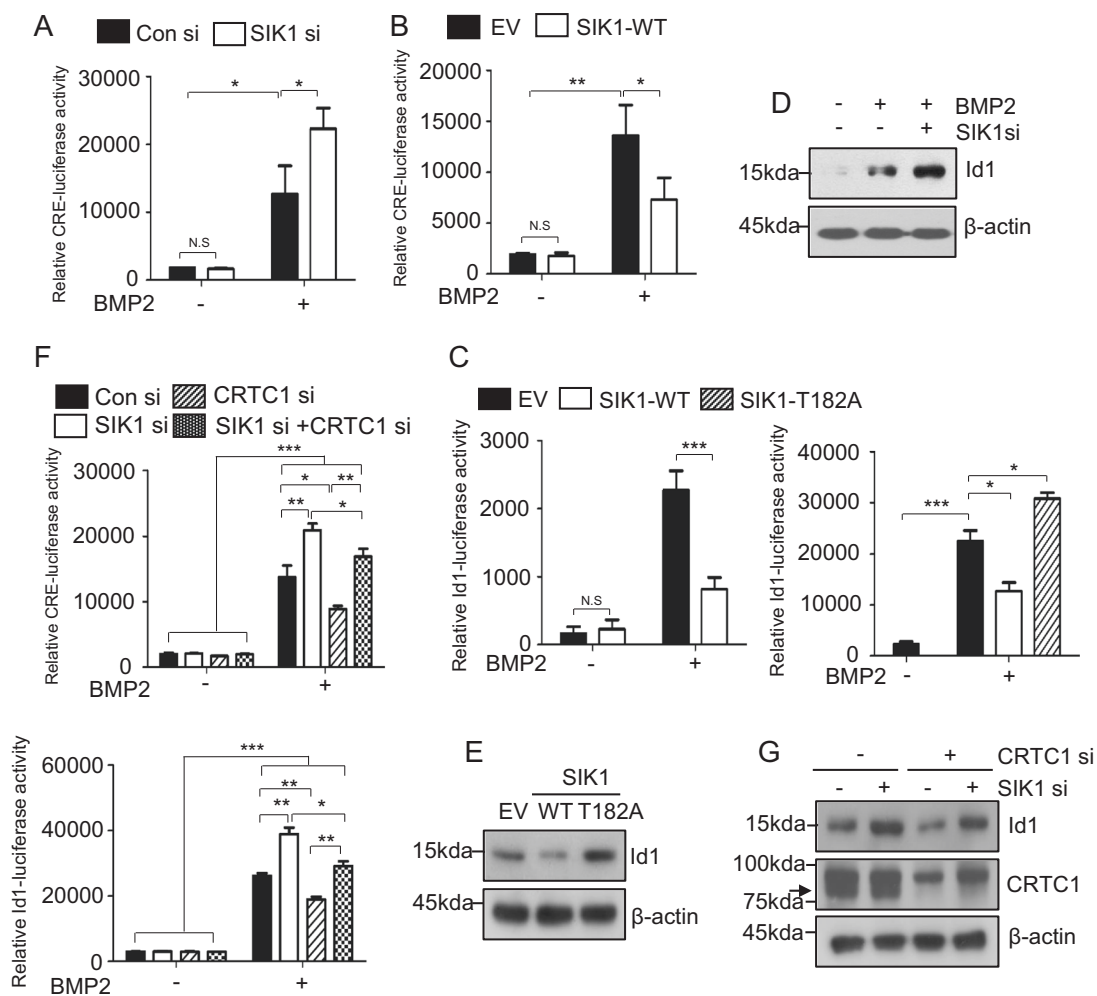 A
Con si SIK1 si
Relative CRE-luciferase activity
30000
20000
10000
0
*
*
N.S
BMP2 - +
B
EV SIK1-WT
Relative CRE-luciferase activity
20000
15000
10000
5000
0
**
*
N.S
BMP2 - +
D
- + + BMP2
- - + SIK1si
15kda Id1
45kda β-actin
F
Con si CRTC1 si
SIK1 si SIK1 si +CRTC1 si
Relative CRE-luciferase activity
30000
20000
10000
0
***
* **
** *
BMP2 - +
C
EV SIK1-WT SIK1-T182A
Relative Id1-luciferase activity
3000
2000
1000
0
***
N.S
BMP2 - +
Relative Id1-luciferase activity
40000
30000
20000
10000
0
*
*** *
BMP2 - +
Relative Id1-luciferase activity
60000
40000
20000
0
***
**
** *
**
BMP2 - +
E
SIK1
EV WT T182A
15kda Id1
45kda β-actin
G
- + CRTC1 si
- + - + SIK1 si
15kda Id1
100kda
CRTC1
75kda
45kda
β-actin